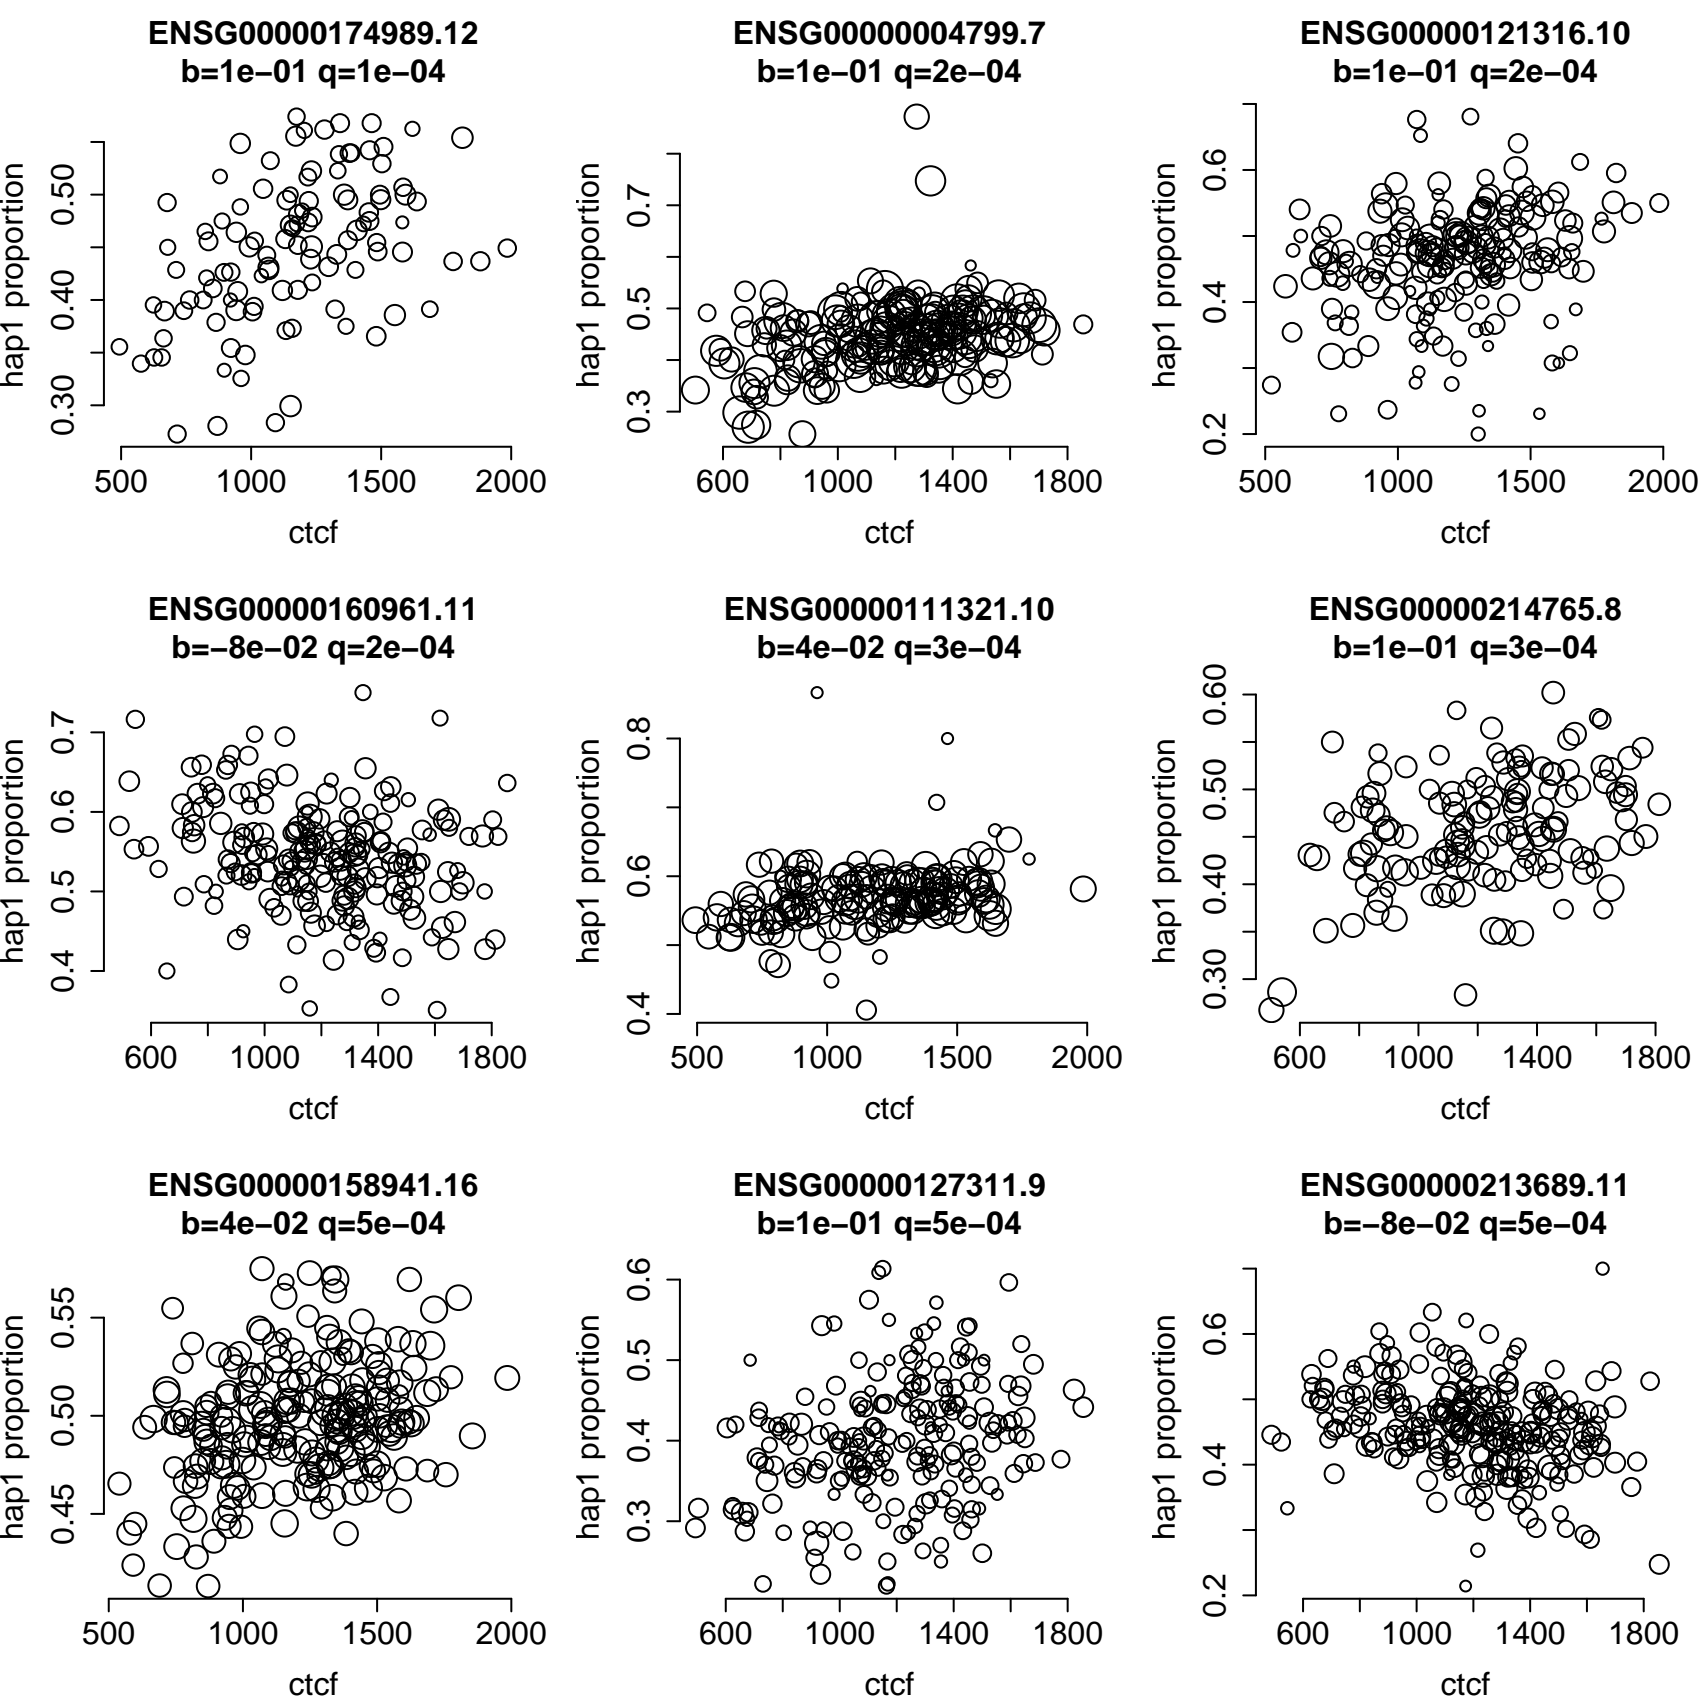 ENSG00000174989.12
b=1e−01 q=1e−04
hap1 proportion
0.30 0.40 0.50
500 1000 1500 2000
ctcf
ENSG00000004799.7
b=1e−01 q=2e−04
hap1 proportion
0.3 0.5 0.7
600 1000 1400 1800
ctcf
ENSG00000121316.10
b=1e−01 q=2e−04
hap1 proportion
0.2 0.4 0.6
500 1000 1500 2000
ctcf
ENSG00000160961.11
b=−8e−02 q=2e−04
hap1 proportion
0.4 0.5 0.6 0.7
600 1000 1400 1800
ctcf
ENSG00000111321.10
b=4e−02 q=3e−04
hap1 proportion
0.4 0.6 0.8
500 1000 1500 2000
ctcf
ENSG00000214765.8
b=1e−01 q=3e−04
hap1 proportion
0.30 0.40 0.50 0.60
600 1000 1400 1800
ctcf
ENSG00000158941.16
b=4e−02 q=5e−04
hap1 proportion
0.45 0.50 0.55
500 1000 1500 2000
ctcf
ENSG00000127311.9
b=1e−01 q=5e−04
hap1 proportion
0.3 0.4 0.5 0.6
600 1000 1400 1800
ctcf
ENSG00000213689.11
b=−8e−02 q=5e−04
hap1 proportion
0.2 0.4 0.6
600 1000 1400 1800
ctcf